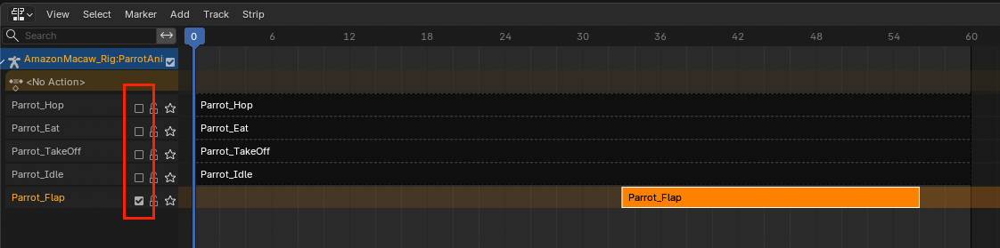 View Select Marker Add Track Strip
Search 0 6 12 18 24 30 36 42 48 54 60
AmazonMacaw_Rig:ParrotAni
<No Action>
Parrot_Hop Parrot_Hop
Parrot_Eat Parrot_Eat
Parrot_TakeOff Parrot_TakeOff
Parrot_Idle Parrot_Idle
Parrot_Flap Parrot_Flap